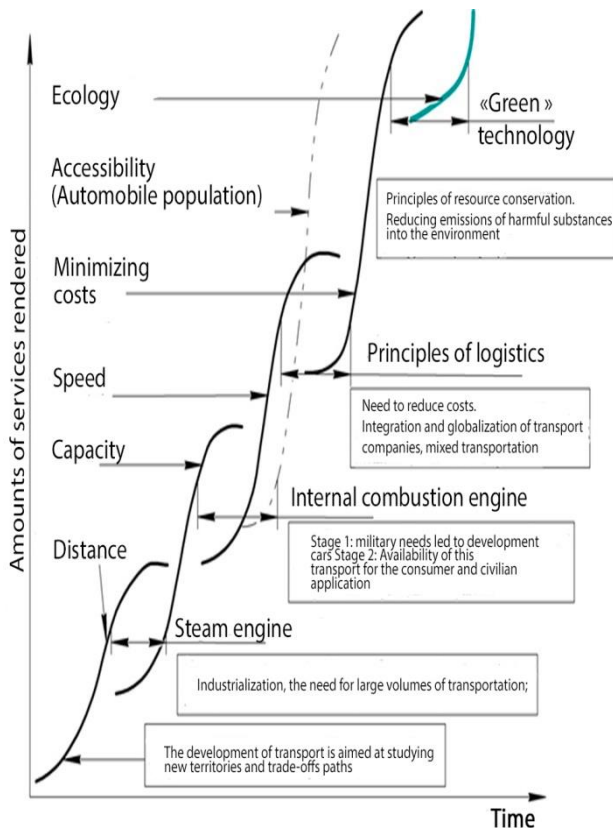 Amounts of services rendered
Ecology
«Green »
technology
Accessibility
(Automobile population)
Principles of resource conservation.
Reducing emissions of harmful substances
into the environment
Minimizing
costs
Principles of logistics
Speed
Need to reduce costs.
Integration and globalization of transport
companies, mixed transportation
Capacity
Internal combustion engine
Stage 1: military needs led to development
cars Stage 2: Availability of this
transport for the consumer and civilian
application
Distance
Steam engine
Industrialization, the need for large volumes of transportation;
The development of transport is aimed at studying
new territories and trade-offs paths
Time